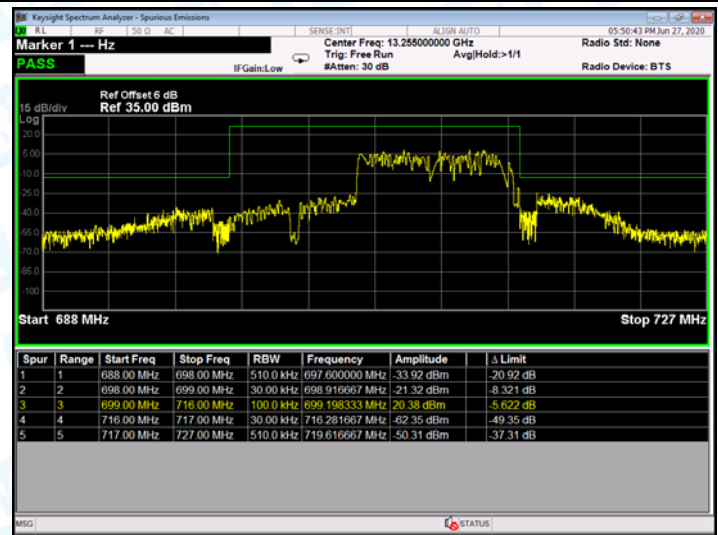 Keysight Spectrum Analyzer - Spurious Emissions
RL RF 50 Ω AC SENSE:INT ALIGN AUTO 05:50:43 PM Jun 27, 2020
Marker 1 --- Hz Center Freq: 13.255000000 GHz Radio Std: None
Trig: Free Run Avg|Hold:>1/1
PASS IFGain:Low #Atten: 30 dB Radio Device: BTS
Ref Offset 6 dB
15 dB/div Ref 35.00 dBm
Log
20.0
5.00
-10.0
-25.0
-40.0
-55.0
-70.0
-85.0
-100
Start 688 MHz Stop 727 MHz
Spur Range Start Freq Stop Freq RBW Frequency Amplitude Δ Limit
1 1 688.00 MHz 698.00 MHz 510.0 kHz 697.600000 MHz -33.92 dBm -20.92 dB
2 2 698.00 MHz 699.00 MHz 30.00 kHz 698.916667 MHz -21.32 dBm -8.321 dB
3 3 699.00 MHz 716.00 MHz 100.0 kHz 699.198333 MHz 20.38 dBm -5.622 dB
4 4 716.00 MHz 717.00 MHz 30.00 kHz 716.281667 MHz -62.35 dBm -49.35 dB
5 5 717.00 MHz 727.00 MHz 510.0 kHz 719.616667 MHz -50.31 dBm -37.31 dB
MSG STATUS